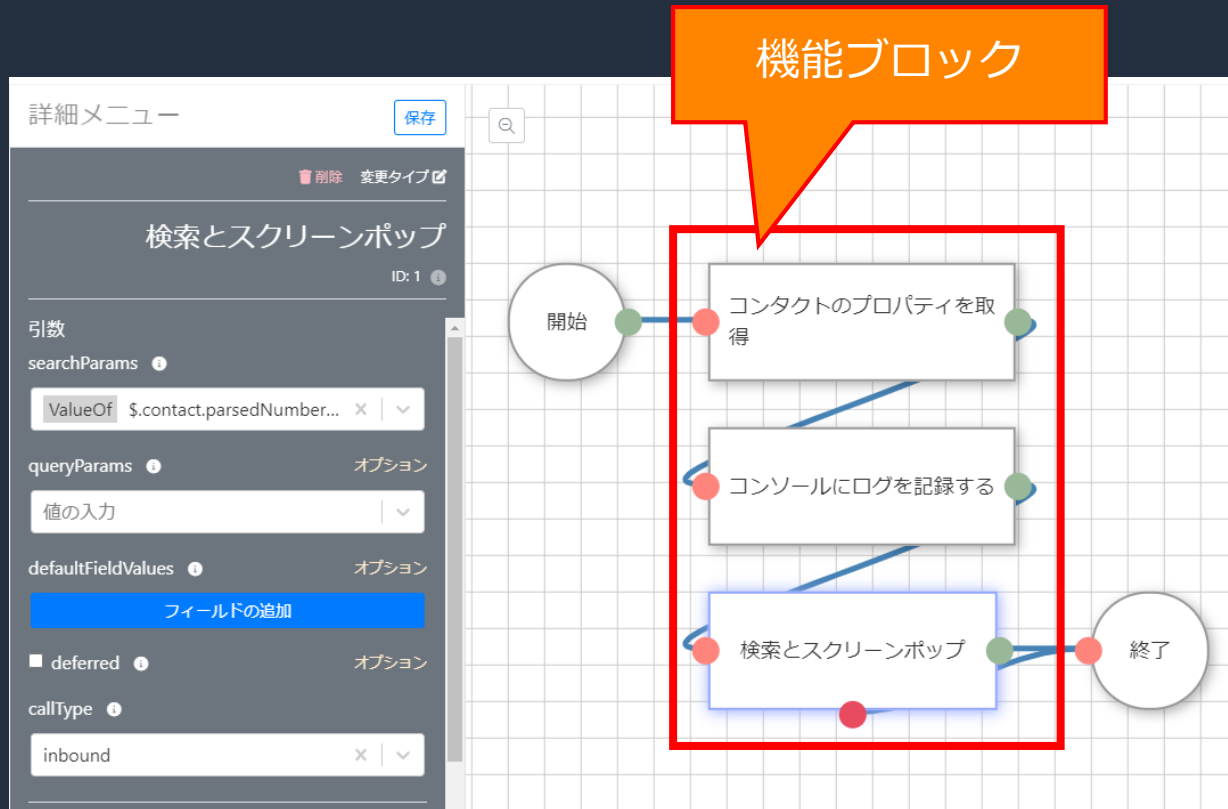 機能ブロック
詳細メニュー
保存
削除 変更タイプ
検索とスクリーンポップ
ID: 1
引数
searchParams
ValueOf $.contact.parsedNumber...
queryParams オプション
値の入力
defaultFieldValues オプション
フィールドの追加
deferred オプション
callType
inbound
開始
コンタクトのプロパティを取
得
コンソールにログを記録する
検索とスクリーンポップ
終了